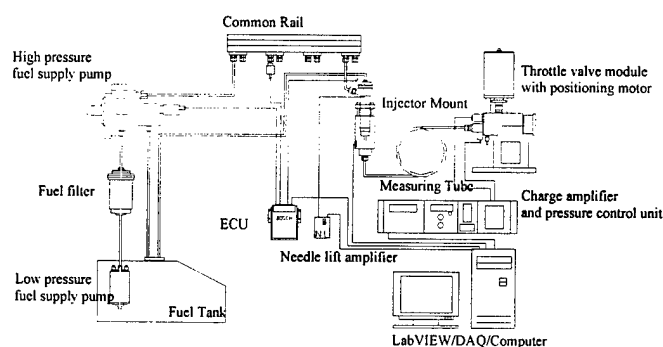 Common Rail
High pressure
fuel supply pump
Throttle valve module
with positioning motor
Injector Mount
Fuel filter
Measuring Tube
Charge amplifier
and pressure control unit
BOSCH
ECU
Needle lift amplifier
Low pressure
fuel supply pump
Fuel Tank
LabVIEW/DAQ/Computer